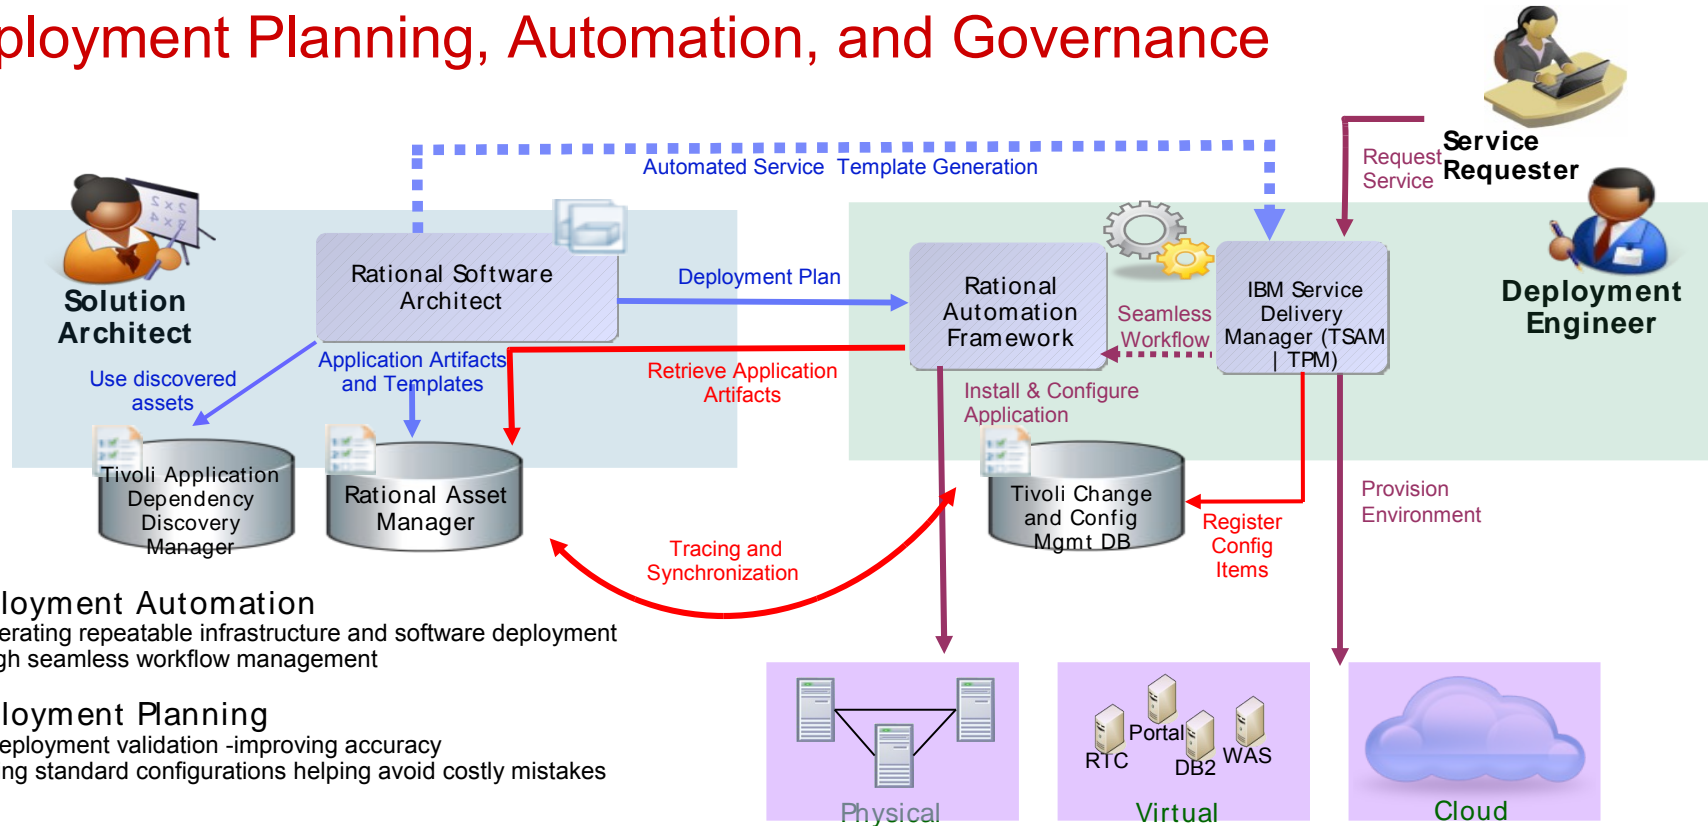 ployment Planning, Automation, and Governance
Service
Requester
Request
Service
Automated Service Template Generation
Solution
Architect
Rational Software
Architect
Deployment Plan
Rational
Automation
Framework
Seamless
Workflow
IBM Service
Delivery
Manager (TSAM
| TPM)
Deployment
Engineer
Use discovered
assets
Application Artifacts
and Templates
Retrieve Application
Artifacts
Install & Configure
Application
Tivoli Application
Dependency
Discovery
Manager
Rational Asset
Manager
Tivoli Change
and Config
Mgmt DB
Register
Config
Items
Provision
Environment
Tracing and
Synchronization
loyment Automation
erating repeatable infrastructure and software deployment
gh seamless workflow management
loyment Planning
eployment validation -improving accuracy
ng standard configurations helping avoid costly mistakes
Physical
RTC
Portal
DB2
WAS
Virtual
Cloud